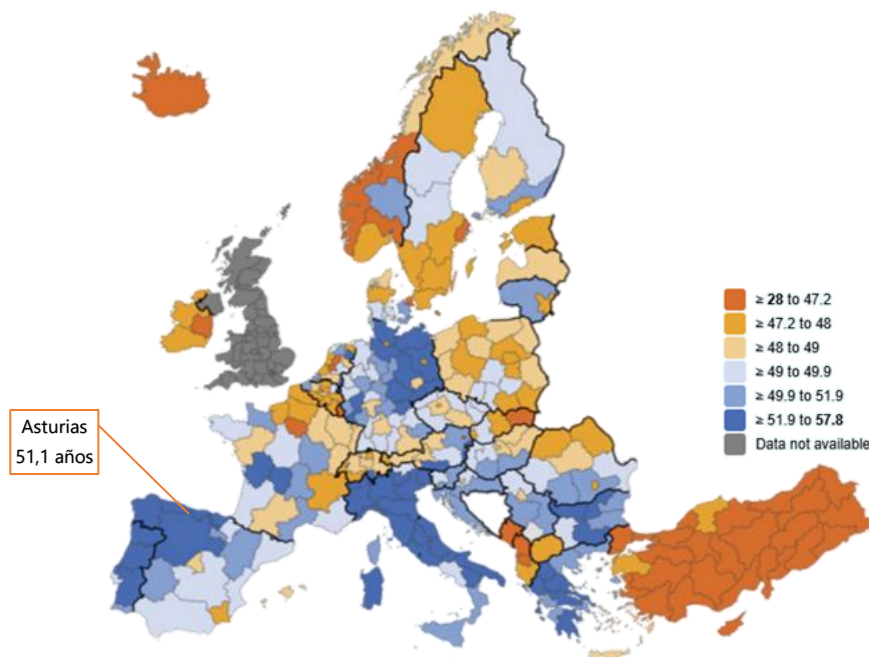 ≥ 28 to 47.2
≥ 47.2 to 48
≥ 48 to 49
≥ 49 to 49.9
≥ 49.9 to 51.9
≥ 51.9 to 57.8
Data not available
Asturias
51,1 años